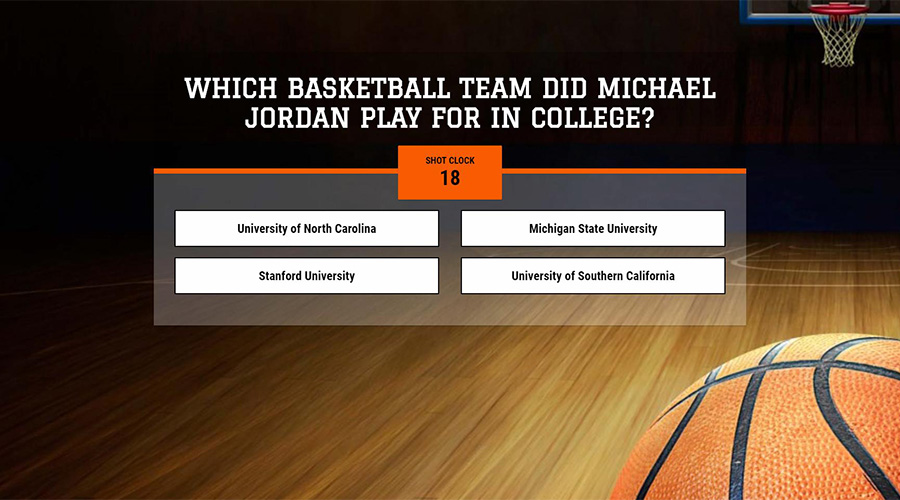 WHICH BASKETBALL TEAM DID MICHAEL
JORDAN PLAY FOR IN COLLEGE?
SHOT CLOCK
18
University of North Carolina
Michigan State University
Stanford University
University of Southern California